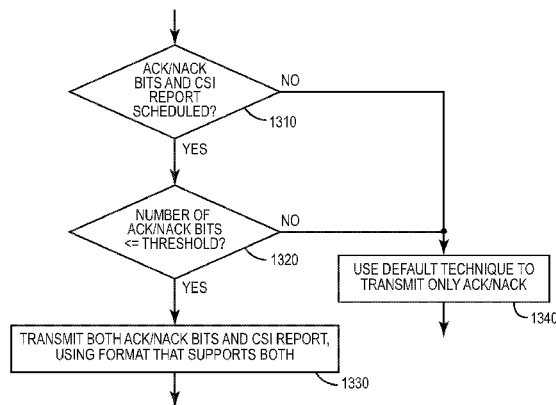 ACK/NACK
BITS AND CSI
REPORT
SCHEDULED?
NO
1310
YES
NUMBER OF
ACK/NACK BITS
<= THRESHOLD?
NO
1320
YES
USE DEFAULT TECHNIQUE TO
TRANSMIT ONLY ACK/NACK
1340
TRANSMIT BOTH ACK/NACK BITS AND CSI REPORT,
USING FORMAT THAT SUPPORTS BOTH
1330